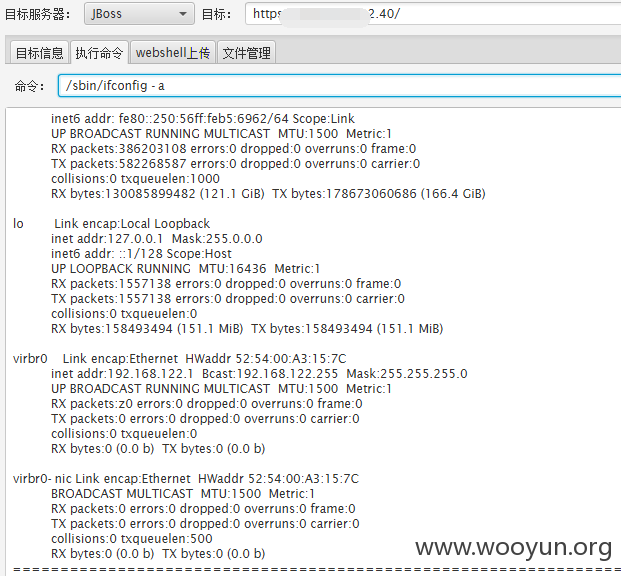 目标服务器： JBoss 目标： https 2.40/
目标信息 执行命令 webshell上传 文件管理
命令： /sbin/ifconfig -a
inet6 addr: fe80::250:56ff:feb5:6962/64 Scope:Link
UP BROADCAST RUNNING MULTICAST MTU:1500 Metric:1
RX packets:386203108 errors:0 dropped:0 overruns:0 frame:0
TX packets:582268587 errors:0 dropped:0 overruns:0 carrier:0
collisions:0 txqueuelen:1000
RX bytes:130085899482 (121.1 GiB) TX bytes:178673060686 (166.4 GiB)
lo Link encap:Local Loopback
inet addr:127.0.0.1 Mask:255.0.0.0
inet6 addr: ::1/128 Scope:Host
UP LOOPBACK RUNNING MTU:16436 Metric:1
RX packets:1557138 errors:0 dropped:0 overruns:0 frame:0
TX packets:1557138 errors:0 dropped:0 overruns:0 carrier:0
collisions:0 txqueuelen:0
RX bytes:158493494 (151.1 MiB) TX bytes:158493494 (151.1 MiB)
virbr0 Link encap:Ethernet HWaddr 52:54:00:A3:15:7C
inet addr:192.168.122.1 Bcast:192.168.122.255 Mask:255.255.255.0
UP BROADCAST RUNNING MULTICAST MTU:1500 Metric:1
RX packets:z0 errors:0 dropped:0 overruns:0 frame:0
TX packets:0 errors:0 dropped:0 overruns:0 carrier:0
collisions:0 txqueuelen:0
RX bytes:0 (0.0 b) TX bytes:0 (0.0 b)
virbr0-nic Link encap:Ethernet HWaddr 52:54:00:A3:15:7C
BROADCAST MULTICAST MTU:1500 Metric:1
RX packets:0 errors:0 dropped:0 overruns:0 frame:0
TX packets:0 errors:0 dropped:0 overruns:0 carrier:0
collisions:0 txqueuelen:500
RX bytes:0 (0.0 b) TX bytes:0 (0.0 b)
www.wooyun.org